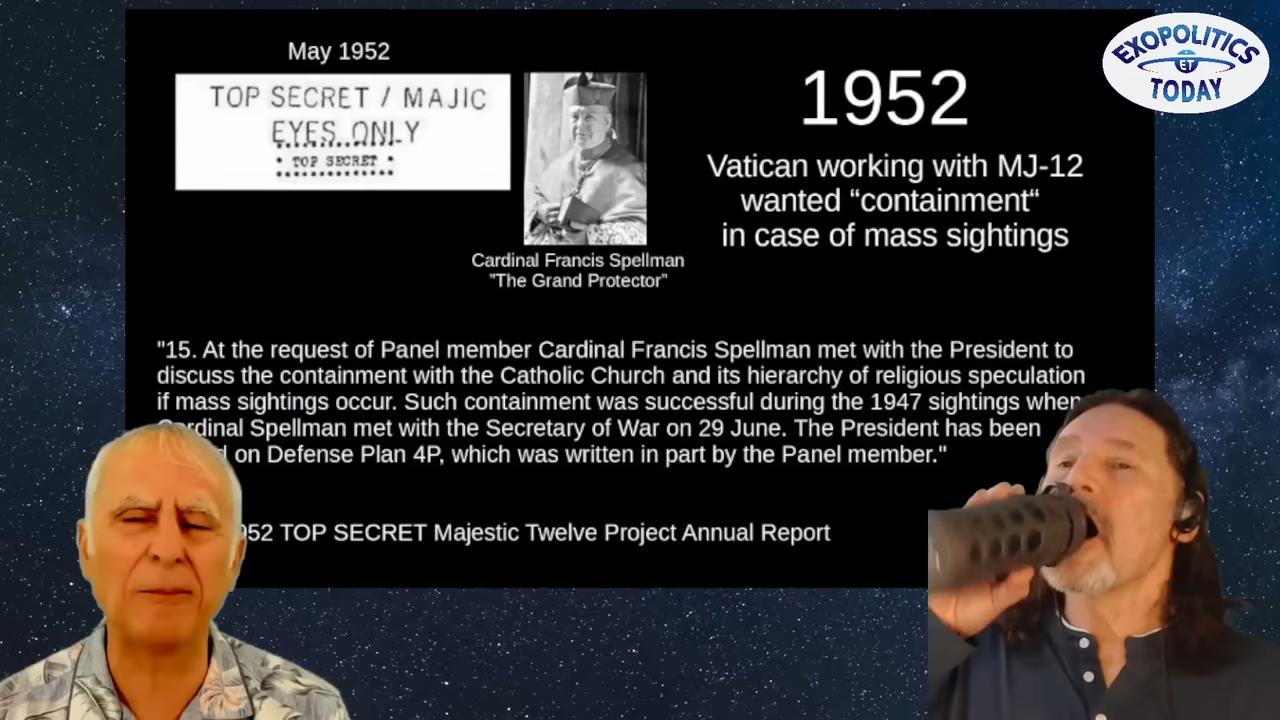 May 1952
TOP SECRET / MAJIC
EYES ONLY
* TOP SECRET *
Cardinal Francis Spellman
"The Grand Protector”
1952
Vatican working with MJ-12
wanted “containment“
in case of mass sightings
EXOPOLITICS
ET
TODAY
"15. At the request of Panel member Cardinal Francis Spellman met with the President to
discuss the containment with the Catholic Church and its hierarchy of religious speculation
if mass sightings occur. Such containment was successful during the 1947 sightings when
Cardinal Spellman met with the Secretary of War on 29 June. The President has been
on Defense Plan 4P, which was written in part by the Panel member."
952 TOP SECRET Majestic Twelve Project Annual Report